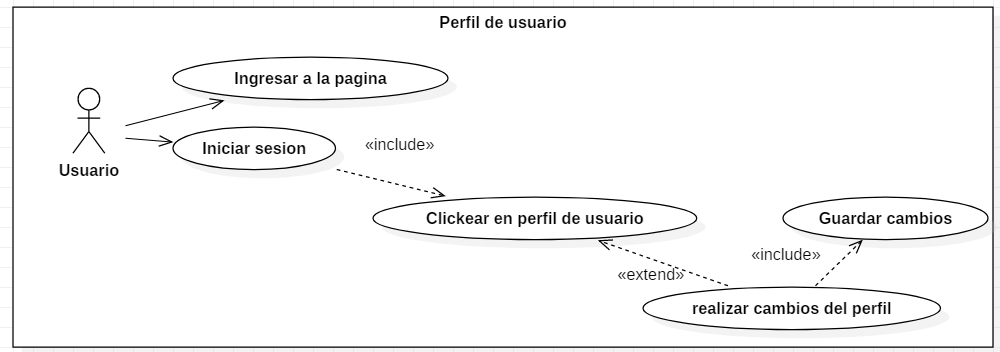 Perfil de usuario
Ingresar a la pagina
Iniciar sesion
«include»
Usuario
Clickear en perfil de usuario
Guardar cambios
«include»
«extend»
realizar cambios del perfil